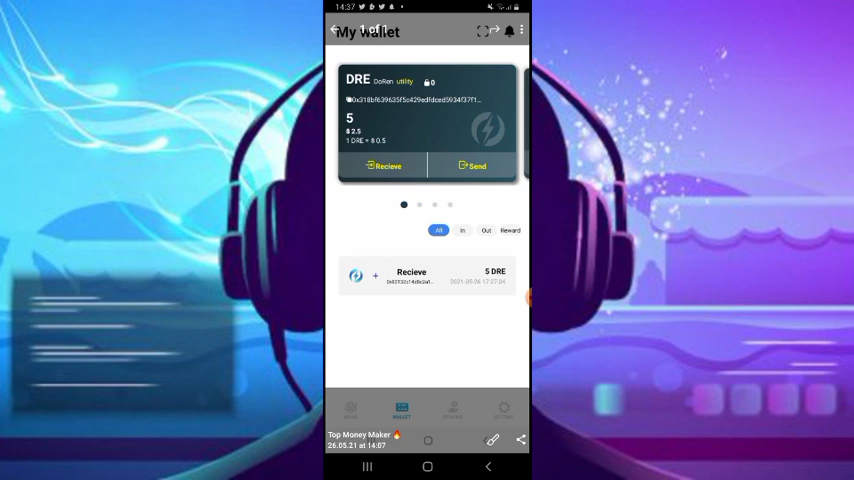 14:37
1 of 1
My wallet
DRE DoRen utility 0
5
$ 2.5
1 DRE = $ 0.5
Recieve Send
All In Out Reward
Recieve 5 DRE
2021-05-26 17:27:04
WALLET
Top Money Maker 🔥
26.05.21 at 14:07